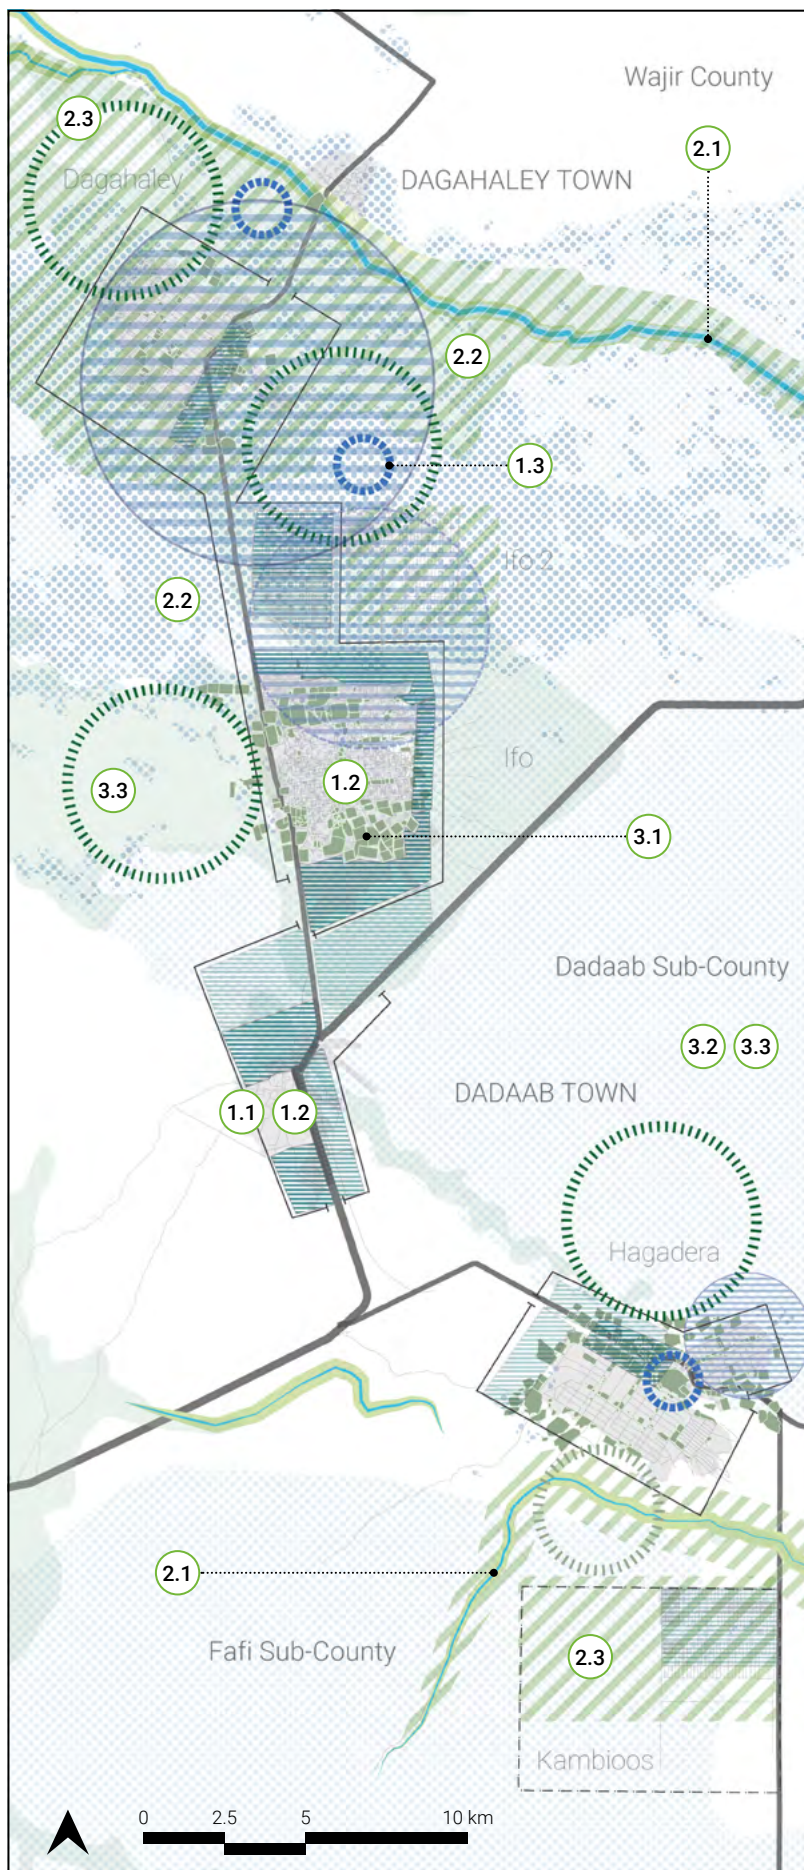 Wajir County
2.3
2.1
Dagahaley
DAGAHALEY TOWN
2.2
1.3
Ifo 2
2.2
Ifo
1.2
3.3
3.1
Dadaab Sub-County
3.2
3.3
DADAAB TOWN
1.1
1.2
Hagadera
2.1
Fafi Sub-County
2.3
Kambioos
0 2.5 5 10 km